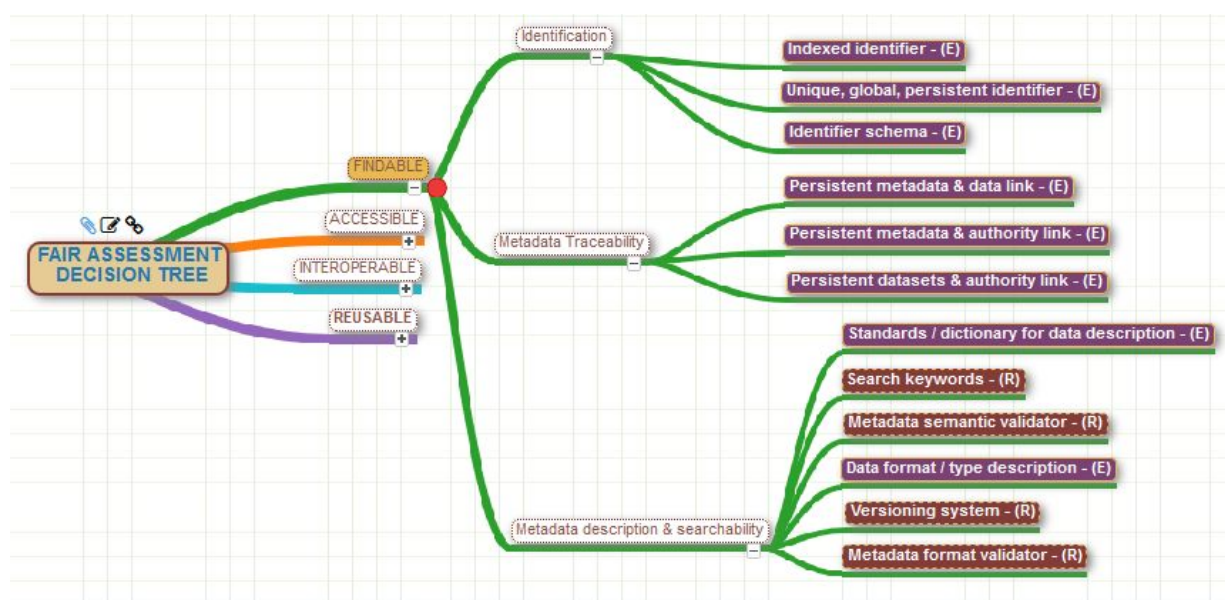 FAIR ASSESSMENT
DECISION TREE
FINDABLE
ACCESSIBLE
INTEROPERABLE
REUSABLE
Identification
Indexed identifier - (E)
Unique, global, persistent identifier - (E)
Identifier schema - (E)
Metadata Traceability
Persistent metadata & data link - (E)
Persistent metadata & authority link - (E)
Persistent datasets & authority link - (E)
Metadata description & searchability
Standards / dictionary for data description - (E)
Search keywords - (R)
Metadata semantic validator - (R)
Data format / type description - (E)
Versioning system - (R)
Metadata format validator - (R)